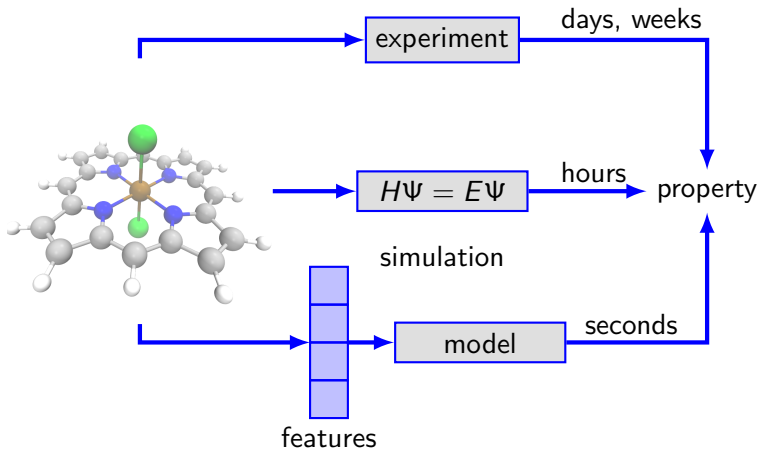 days, weeks
experiment
hours
HΨ = EΨ
property
simulation
seconds
model
features